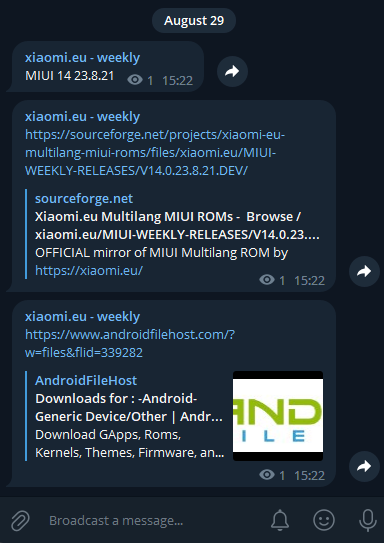 August 29
xiaomi.eu - weekly
MIUI 14 23.8.21 1 15:22
xiaomi.eu - weekly
https://sourceforge.net/projects/xiaomi-eu-
multilang-miui-roms/files/xiaomi.eu/MIUI-
WEEKLY-RELEASES/V14.0.23.8.21.DEV/
sourceforge.net
Xiaomi.eu Multilang MIUI ROMs - Browse /
xiaomi.eu/MIUI-WEEKLY-RELEASES/V14.0.23....
OFFICIAL mirror of MIUI Multilang ROM by
https://xiaomi.eu/
1 15:22
xiaomi.eu - weekly
https://www.androidfilehost.com/?
w=files&flid=339282
AndroidFileHost
Downloads for : -Android-
Generic Device/Other | Andr...
Download GApps, Roms,
Kernels, Themes, Firmware, an...
AND
ILE
1 15:22
Broadcast a message...